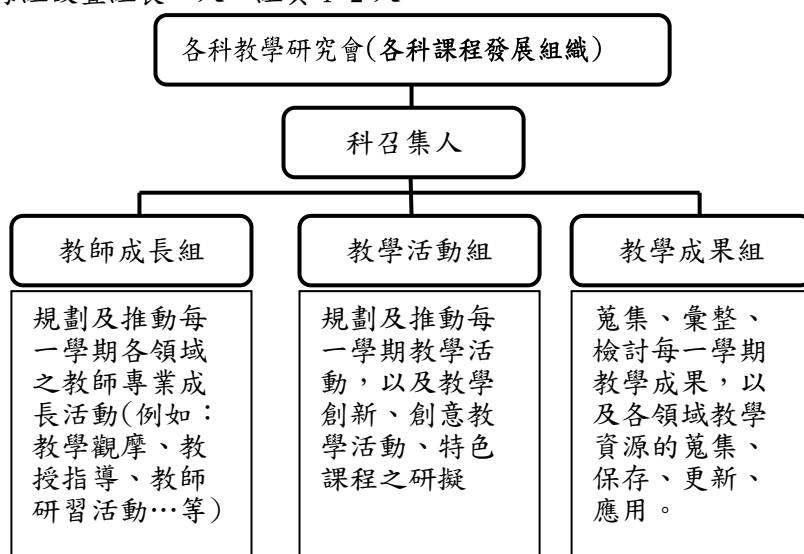 各科教學研究會(各科課程發展組織)
科召集人
教師成長組
教學活動組
教學成果組
規劃及推動每
一學期各領域
之教師專業成
長活動(例如：
教學觀摩、教
授指導、教師
研習活動…等)
規劃及推動每
一學期教學活
動，以及教學
創新、創意教
學活動、特色
課程之研擬
蒐集、彙整、
檢討每一學期
教學成果，以
及各領域教學
資源的蒐集、
保存、更新、
應用。